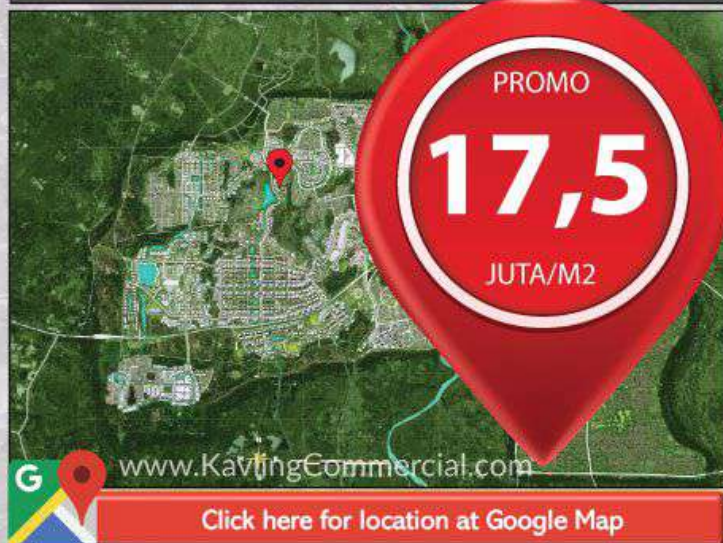 PROMO
17,5
JUTA/M2
www.KavlingCommercial.com
G
Click here for location at Google Map